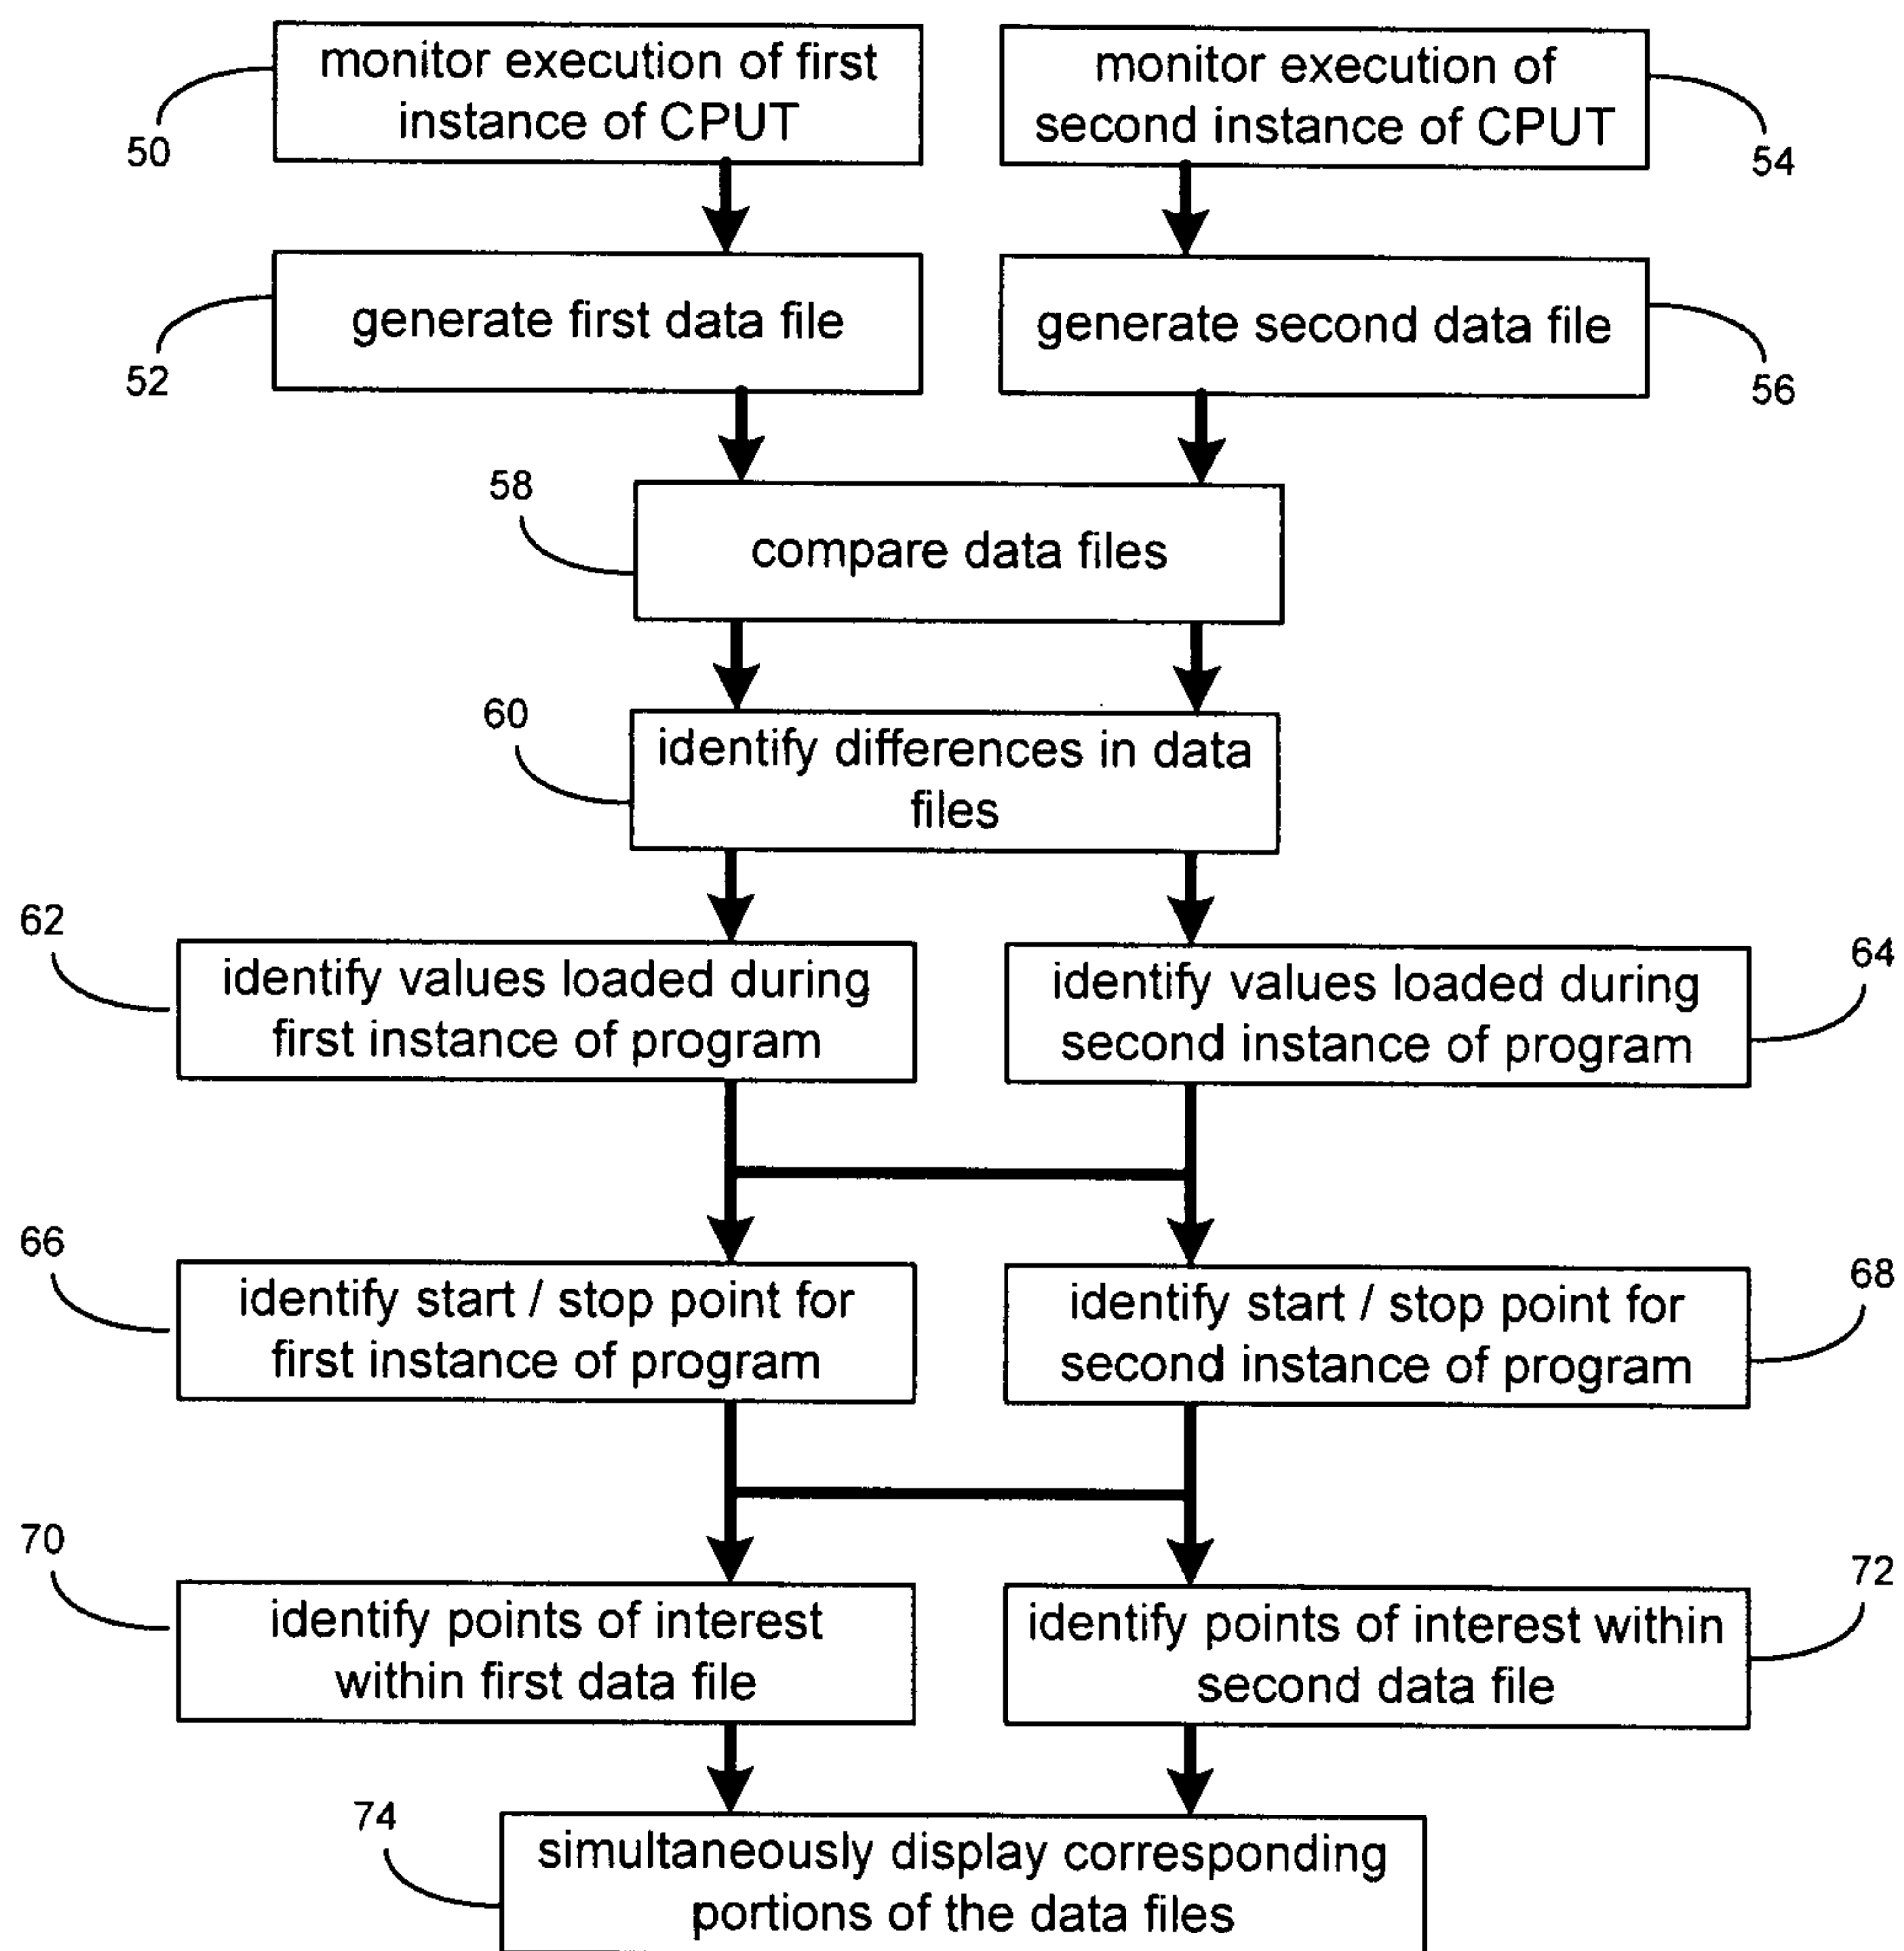 monitor execution of first
instance of CPUT
50
monitor execution of
second instance of CPUT
54
generate first data file
52
generate second data file
56
58
compare data files
60
identify differences in data
files
62
identify values loaded during
first instance of program
identify values loaded during
second instance of program
64
66
identify start / stop point for
first instance of program
identify start / stop point for
second instance of program
68
70
identify points of interest
within first data file
identify points of interest within
second data file
72
74
simultaneously display corresponding
portions of the data files